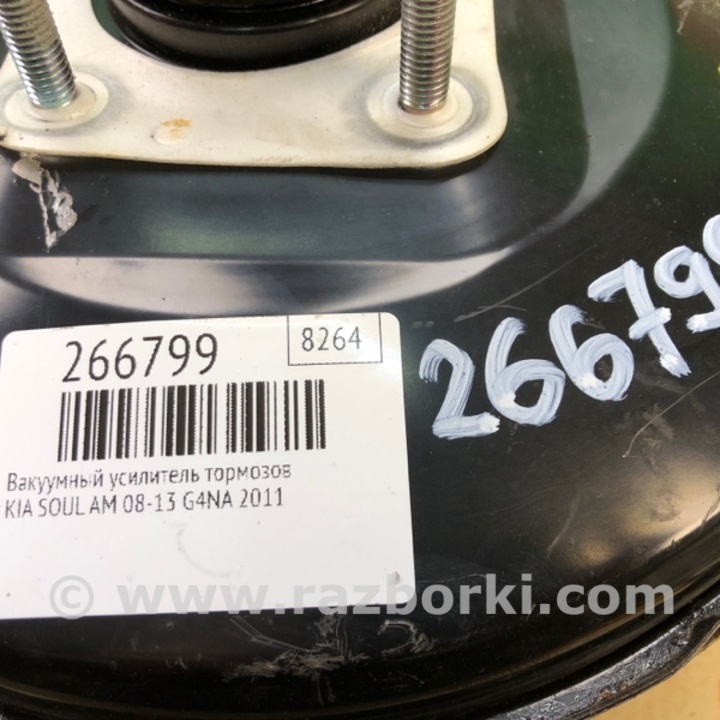 266799
8264
Вакуумный усилитель тормозов
KIA SOUL AM 08-13 G4NA 2011
266799
© www.razborki.com